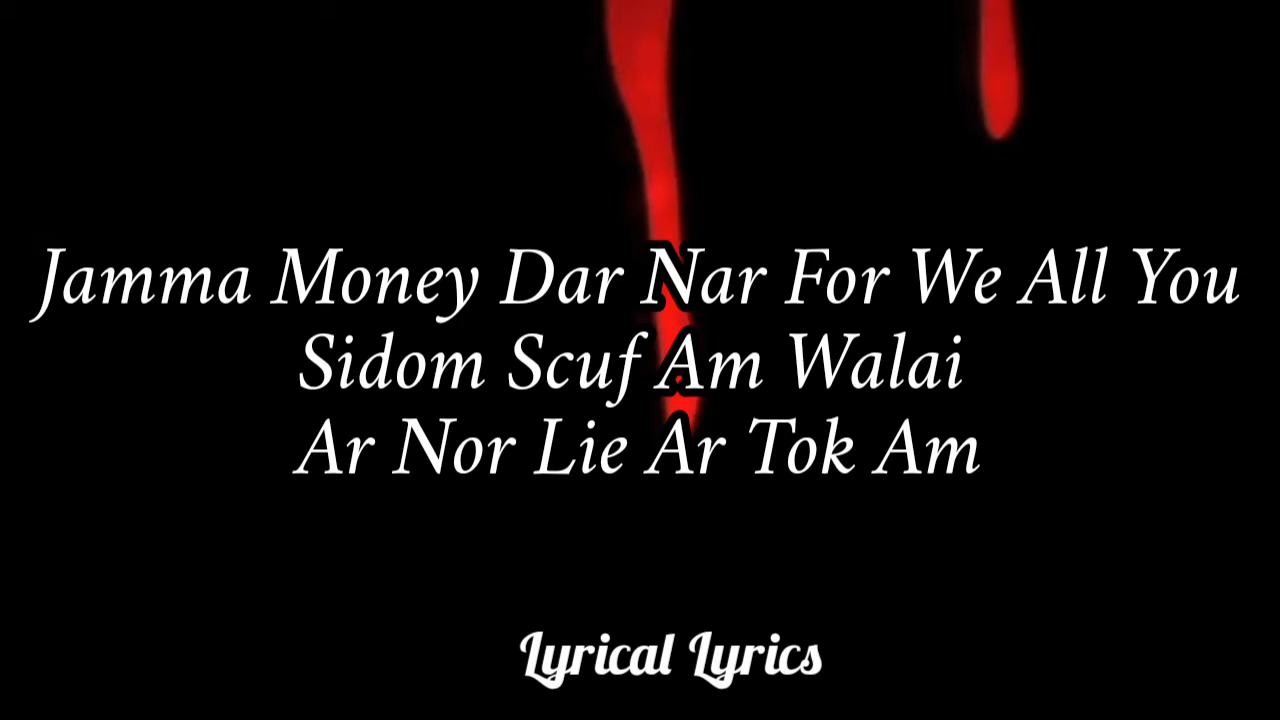 Jamma Money Dar Nar For We All You
Sidom Scuf Am Walai
Ar Nor Lie Ar Tok Am
Lyrical Lyrics